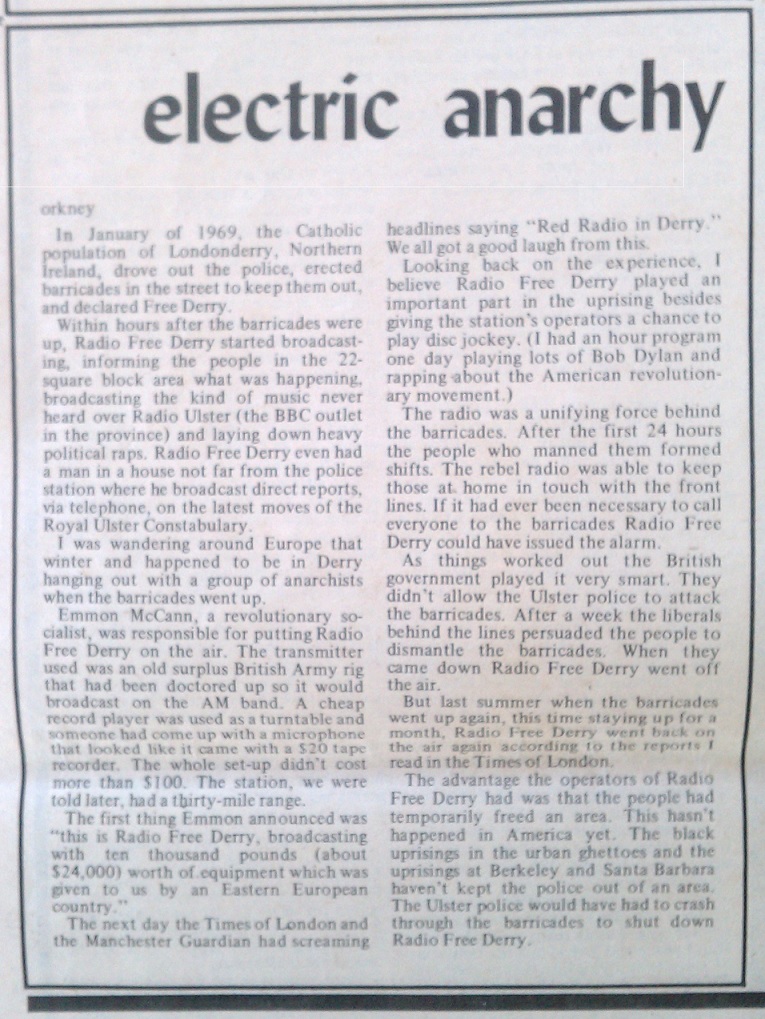 electric anarchy
orkney
In January of 1969, the Catholic
population of Londonderry, Northern
Ireland, drove out the police, erected
barricades in the street to keep them out,
and declared Free Derry.
Within hours after the barricades were
up, Radio Free Derry started broadcast-
ing, informing the people in the 22-
square block area what was happening,
broadcasting the kind of music never
heard over Radio Ulster (the BBC outlet
in the province) and laying down heavy
political raps. Radio Free Derry even had
a man in a house not far from the police
station where he broadcast direct reports,
via telephone, on the latest moves of the
Royal Ulster Constabulary.
I was wandering around Europe that
winter and happened to be in Derry
hanging out with a group of anarchists
when the barricades went up.
Emmon McCann, a revolutionary so-
cialist, was responsible for putting Radio
Free Derry on the air. The transmitter
used was an old surplus British Army rig
that had been doctored up so it would
broadcast on the AM band. A cheap
record player was used as a turntable and
someone had come up with a microphone
that looked like it came with a $20 tape
recorder. The whole set-up didn't cost
more than $100. The station, we were
told later, had a thirty-mile range.
The first thing Emmon announced was
"this is Radio Free Derry, broadcasting
with ten thousand pounds (about
$24,000) worth of equipment which was
given to us by an Eastern European
country."
The next day the Times of London and
the Manchester Guardian had screaming
headlines saying "Red Radio in Derry."
We all got a good laugh from this.
Looking back on the experience, I
believe Radio Free Derry played an
important part in the uprising besides
giving the station's operators a chance to
play disc jockey. (I had an hour program
one day playing lots of Bob Dylan and
rapping about the American revolution-
ary movement.)
The radio was a unifying force behind
the barricades. After the first 24 hours
the people who manned them formed
shifts. The rebel radio was able to keep
those at home in touch with the front
lines. If it had ever been necessary to call
everyone to the barricades Radio Free
Derry could have issued the alarm.
As things worked out the British
government played it very smart. They
didn't allow the Ulster police to attack
the barricades. After a week the liberals
behind the lines persuaded the people to
dismantle the barricades. When they
came down Radio Free Derry went off
the air.
But last summer when the barricades
went up again, this time staying up for a
month, Radio Free Derry went back on
the air again according to the reports I
read in the Times of London.
The advantage the operators of Radio
Free Derry had was that the people had
temporarily freed an area. This hasn't
happened in America yet. The black
uprisings in the urban ghettoes and the
uprisings at Berkeley and Santa Barbara
haven't kept the police out of an area.
The Ulster police would have had to crash
through the barricades to shut down
Radio Free Derry.